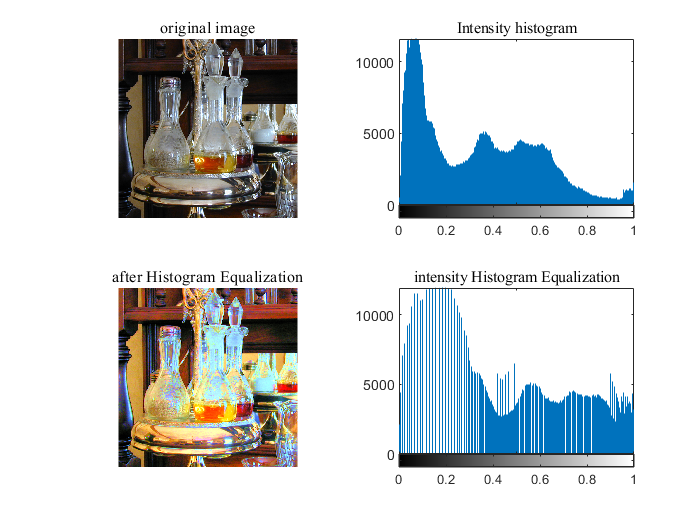 original image
Intensity histogram
10000
5000
0
0 0.2 0.4 0.6 0.8 1
after Histogram Equalization
intensity Histogram Equalization
10000
5000
0
0 0.2 0.4 0.6 0.8 1